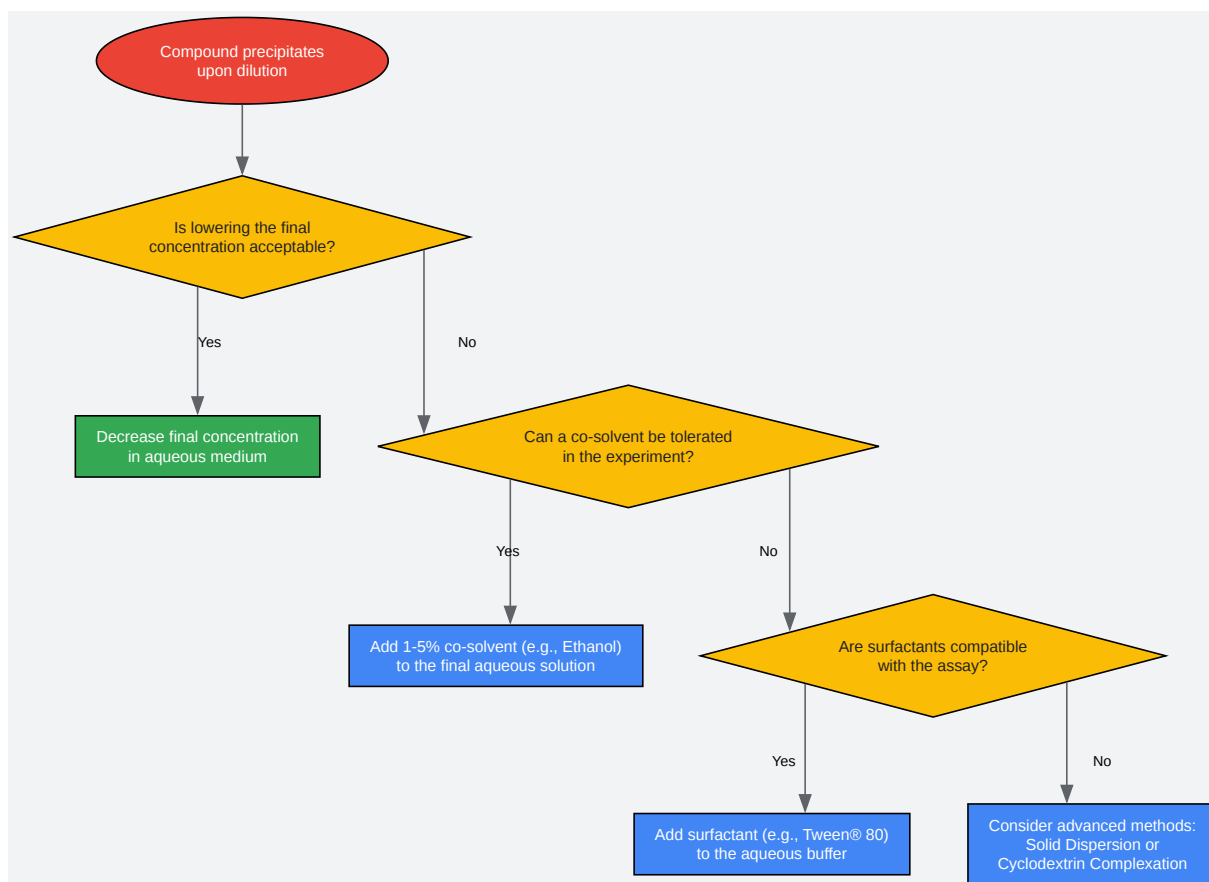 Compound precipitates
upon dilution
Is lowering the final
concentration acceptable?
Yes
No
Decrease final concentration
in aqueous medium
Can a co-solvent be tolerated
in the experiment?
Yes
No
Add 1-5% co-solvent (e.g., Ethanol)
to the final aqueous solution
Are surfactants compatible
with the assay?
Yes
No
Add surfactant (e.g., Tween® 80)
to the aqueous buffer
Consider advanced methods:
Solid Dispersion or
Cyclodextrin Complexation